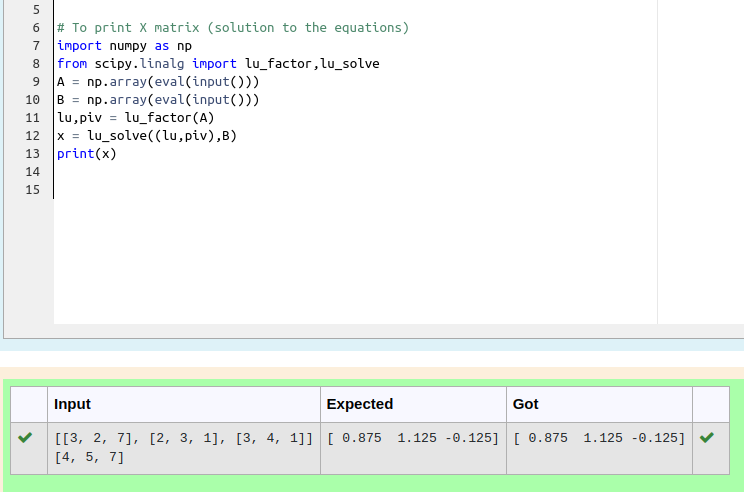 5
6 # To print X matrix (solution to the equations)
7 import numpy as np
8 from scipy.linalg import lu_factor,lu_solve
9 A = np.array(eval(input()))
10 B = np.array(eval(input()))
11 lu,piv = lu_factor(A)
12 x = lu_solve((lu,piv),B)
13 print(x)
14
15
Input Expected Got
[[3, 2, 7], [2, 3, 1], [3, 4, 1]] [ 0.875  1.125 -0.125] [ 0.875  1.125 -0.125]
[4, 5, 7]